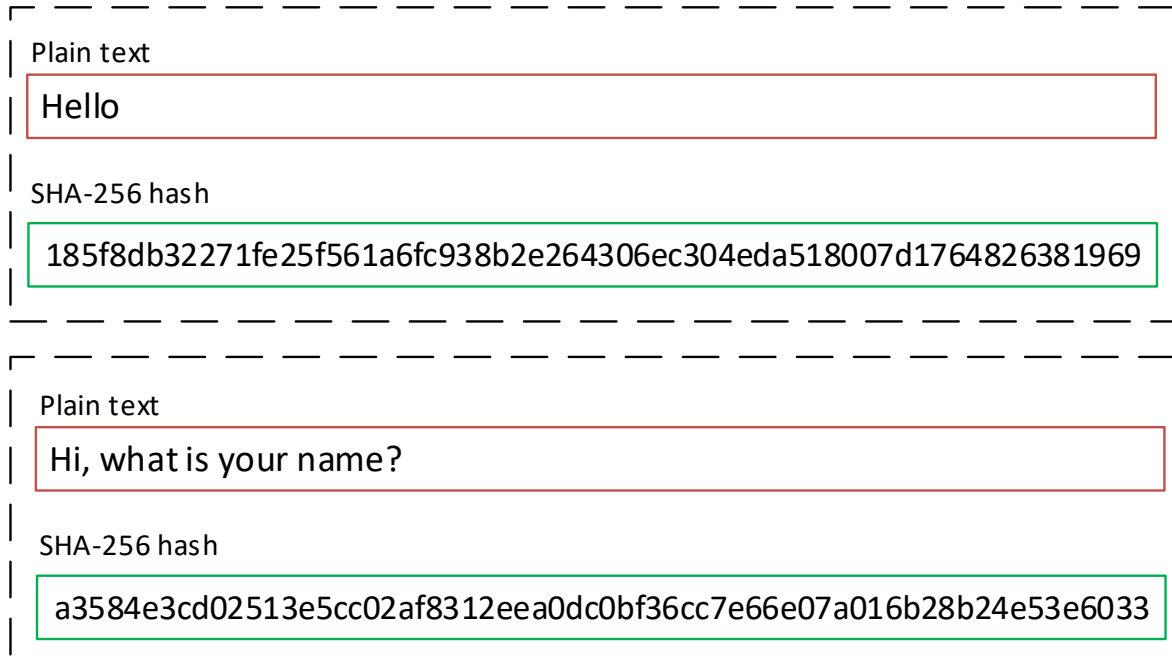 Plain text
Hello
SHA-256 hash
185f8db32271fe25f561a6fc938b2e264306ec304eda518007d1764826381969
Plain text
Hi, what is your name?
SHA-256 hash
a3584e3cd02513e5cc02af8312eea0dc0bf36cc7e66e07a016b28b24e53e6033